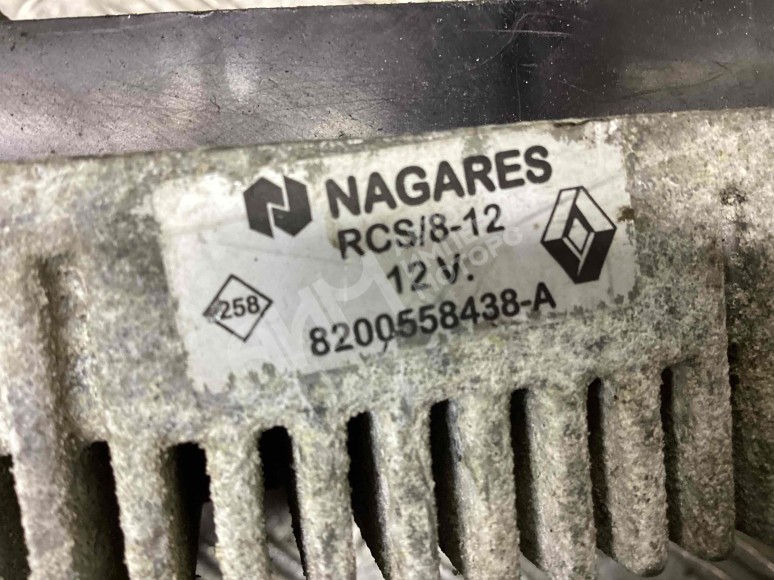 NAGARES
RCS/8-12
12 V.
258
8200558438-A